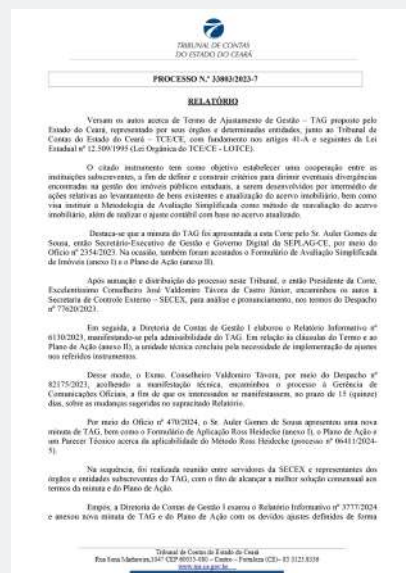 TRIBUNAL DE CONTAS
DO ESTADO DO CEARÁ
PROCESSO N.º 33803/2023-7
RELATÓRIO
Versam os autos acerca de Termo de Ajustamento de Gestão – TAG proposto pelo
Estado do Ceará, representado por seus órgãos e determinadas entidades, junto ao Tribunal de
Contas do Estado do Ceará – TCE/CE, com fundamento nos artigos 41-A e seguintes da Lei
Estadual nº 12.509/1995 (Lei Orgânica do TCE/CE - LOTCE).
O citado instrumento tem como objetivo estabelecer uma cooperação entre as
instituições subscreventes, a fim de definir e construir critérios para dirimir eventuais divergências
encontradas na gestão dos imóveis públicos estaduais, a serem desenvolvidos por intermédio de
ações relativas ao levantamento de bens existentes e atualização do acervo imobiliário, bem como
visa instituir a Metodologia de Avaliação Simplificada como método de reavaliação do acervo
imobiliário, além de realizar o ajuste contábil com base no acervo atualizado.
Destaca-se que a minuta do TAG foi apresentada a esta Corte pelo Sr. Auler Gomes de
Sousa, então Secretário-Executivo de Gestão e Governo Digital da SEPLAG-CE, por meio do
Ofício nº 2354/2023. Na ocasião, também foram acostados o Formulário de Avaliação Simplificada
de Imóveis (anexo I) e o Plano de Ação (anexo II).
Após autuação e distribuição do processo neste Tribunal, o então Presidente da Corte,
Excelentíssimo Conselheiro José Valdomiro Távora de Castro Júnior, encaminhou os autos à
Secretaria de Controle Externo – SECEX, para análise e pronunciamento, nos termos do Despacho
nº 77620/2023.
Em seguida, a Diretoria de Contas de Gestão I elaborou o Relatório Informativo nº
6130/2023, manifestando-se pela admissibilidade do TAG. Em relação às cláusulas do Termo e ao
Plano de Ação (anexo II), a unidade técnica concluiu pela necessidade de implementação de ajustes
nos referidos instrumentos.
Desse modo, o Exmo. Conselheiro Valdomiro Távora, por meio do Despacho nº
82175/2023, acolhendo a manifestação técnica, encaminhou o processo à Gerência de
Comunicações Oficiais, a fim de que os interessados se manifestassem, no prazo de 15 (quinze)
dias, sobre as mudanças sugeridas no supracitado Relatório.
Por meio do Ofício nº 470/2024, o Sr. Auler Gomes de Sousa apresentou uma nova
minuta de TAG, bem como o Formulário de Aplicação Ross Heidecke (anexo I), o Plano de Ação e
um Parecer Técnico acerca da aplicabilidade do Método Ross Heidecke (processo nº 06411/2024-
5).
Na sequência, foi realizada reunião entre servidores da SECEX e representantes dos
órgãos e entidades subscreventes do TAG, com o fito de alcançar a melhor solução consensual aos
termos da minuta e do Plano de Ação.
Empós, a Diretoria de Contas de Gestão I exarou o Relatório Informativo nº 3777/2024
e anexou nova minuta de TAG e do Plano de Ação com os devidos ajustes definidos de forma
Tribunal de Contas do Estado do Ceará
Rua Sena Madureira,1047 CEP 60055-080 – Centro – Fortaleza (CE)–
www.tce.ce.gov.br